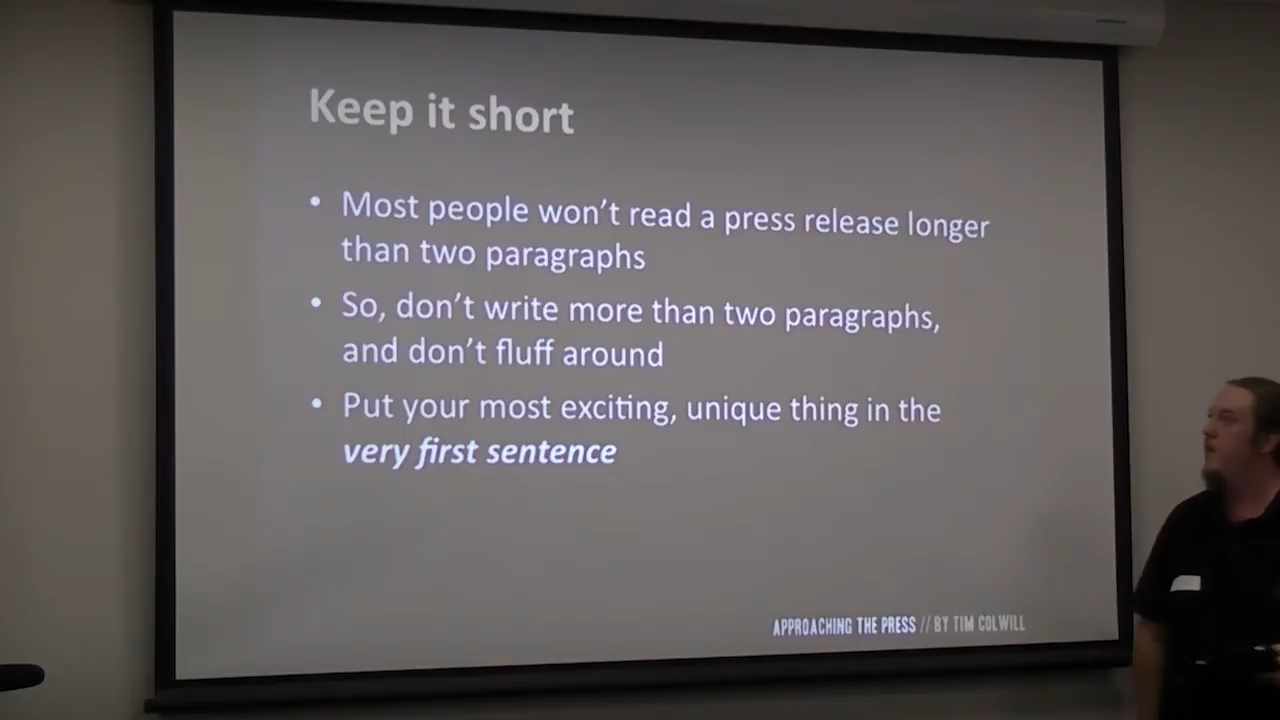 Keep it short
• Most people won't read a press release longer
than two paragraphs
• So, don't write more than two paragraphs,
and don't fluff around
• Put your most exciting, unique thing in the
very first sentence
APPROACHING THE PRESS // BY TIM COLWILL